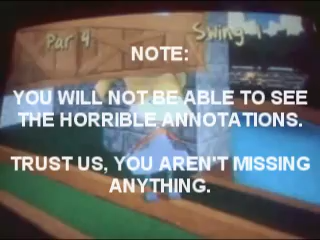 Par 4
Swing 1
NOTE:
YOU WILL NOT BE ABLE TO SEE
THE HORRIBLE ANNOTATIONS.
TRUST US, YOU AREN'T MISSING
ANYTHING.